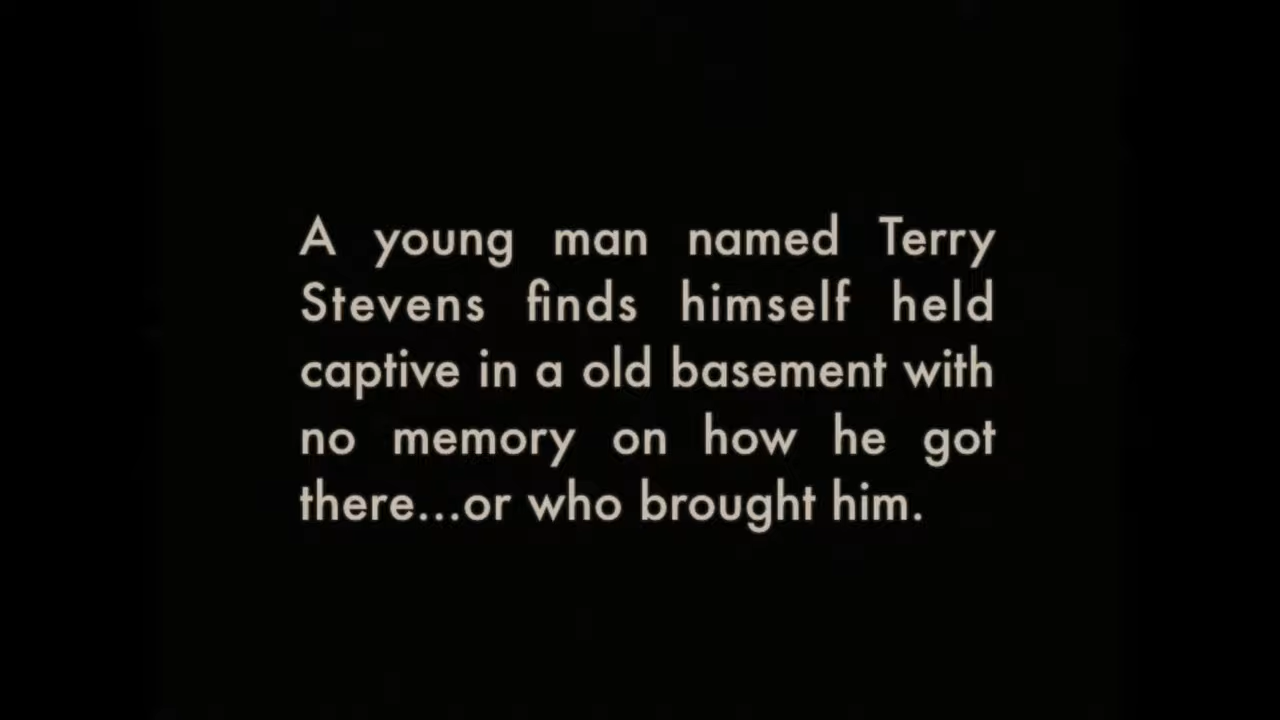 A young man named Terry
Stevens finds himself held
captive in a old basement with
no memory on how he got
there...or who brought him.